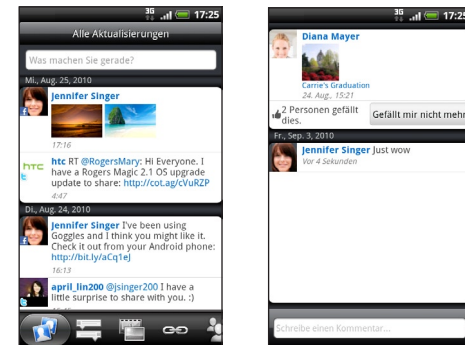 3G 17:25
Alle Aktualisierungen
Was machen Sie gerade?
Mi., Aug. 25, 2010
Jennifer Singer
17:16
htc RT @RogersMary: Hi Everyone. I
have a Rogers Magic 2.1 OS upgrade
update to share: http://cot.ag/cVuRZP
4:47
Di., Aug. 24, 2010
Jennifer Singer I've been using
Goggles and I think you might like it.
Check it out from your Android phone:
http://bit.ly/aCq1eJ
16:13
april_lin200 @jsinger200 I have a
little surprise to share with you. :)
3G 17:25
Diana Mayer
Carrie's Graduation
24. Aug., 15:21
2 Personen gefällt
dies.
Gefällt mir nicht mehr
Fr., Sep. 3, 2010
Jennifer Singer Just wow
Vor 4 Sekunden
Schreibe einen Kommentar...